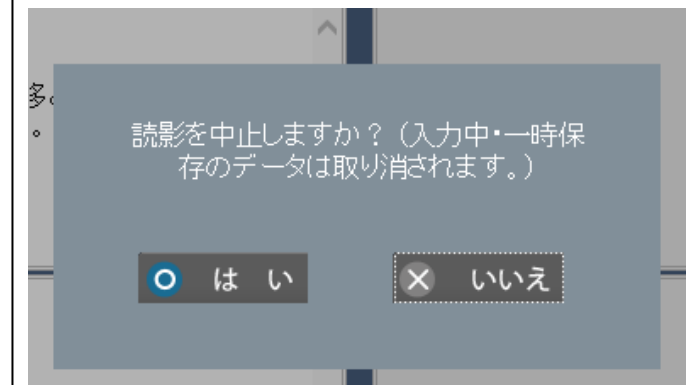 多。
。
読影を中止しますか？（入力中・一時保
存のデータは取り消されます。）
はい
いいえ